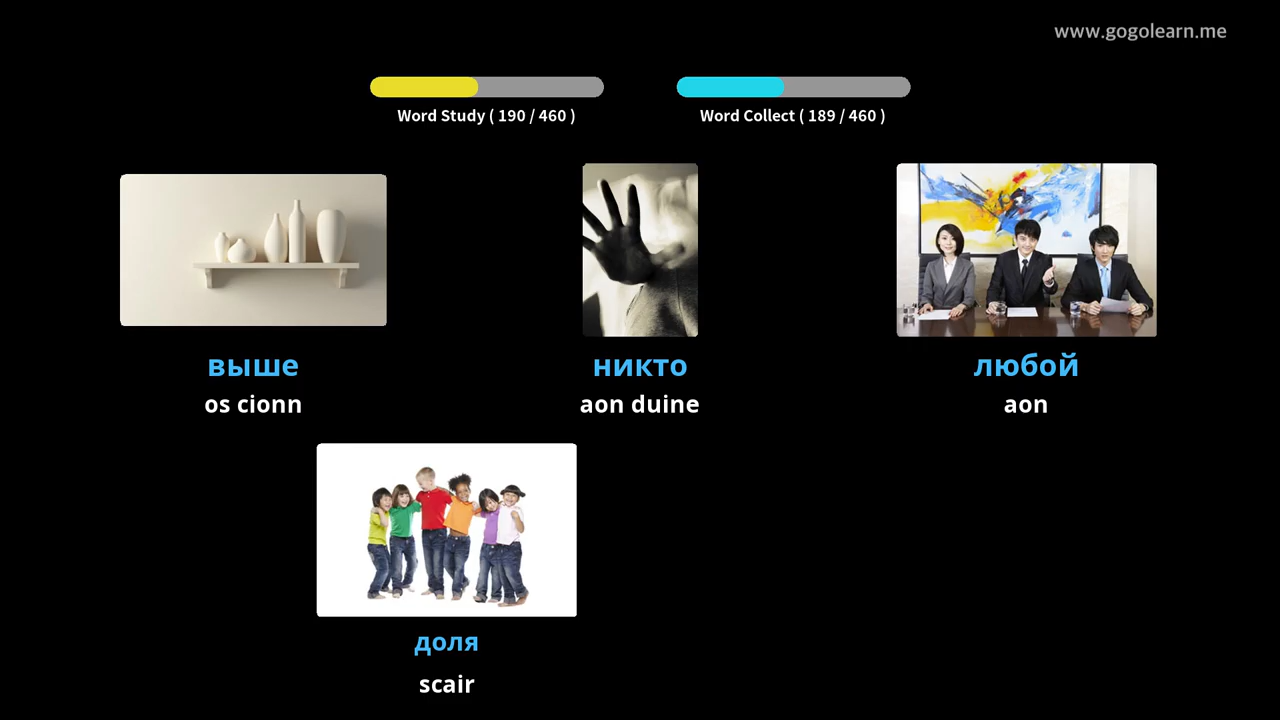 www.gogolearn.me
Word Study ( 190 / 460 )
Word Collect ( 189 / 460 )
выше
os cionn
никто
aon duine
любой
aon
доля
scair